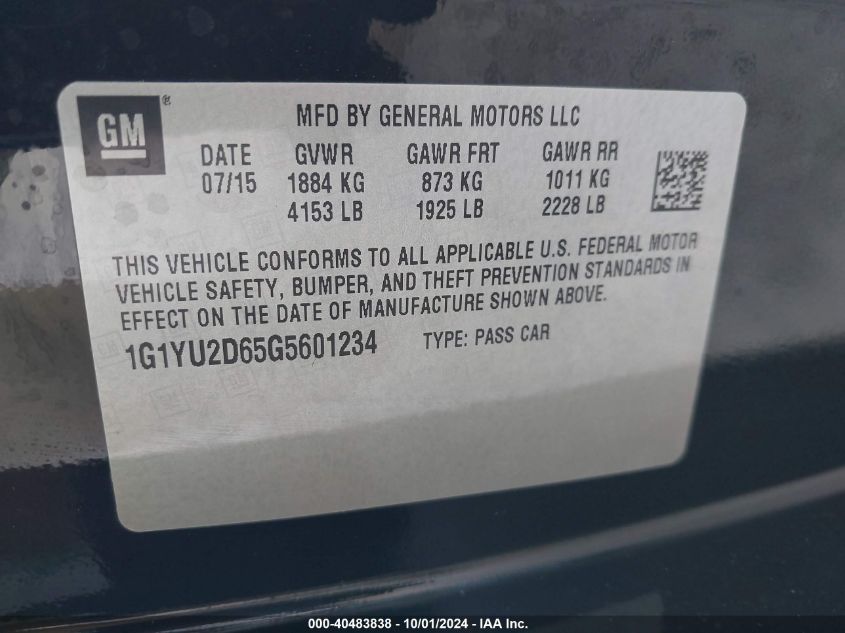 GM ®
MFD BY GENERAL MOTORS LLC
DATE GVWR GAWR FRT GAWR RR
07/15 1884 KG 873 KG 1011 KG
4153 LB 1925 LB 2228 LB
THIS VEHICLE CONFORMS TO ALL APPLICABLE U.S. FEDERAL MOTOR
VEHICLE SAFETY, BUMPER, AND THEFT PREVENTION STANDARDS IN
EFFECT ON THE DATE OF MANUFACTURE SHOWN ABOVE.
1G1YU2D65G5601234 TYPE: PASS CAR
000-40483838 - 10/01/2024 - IAA Inc.